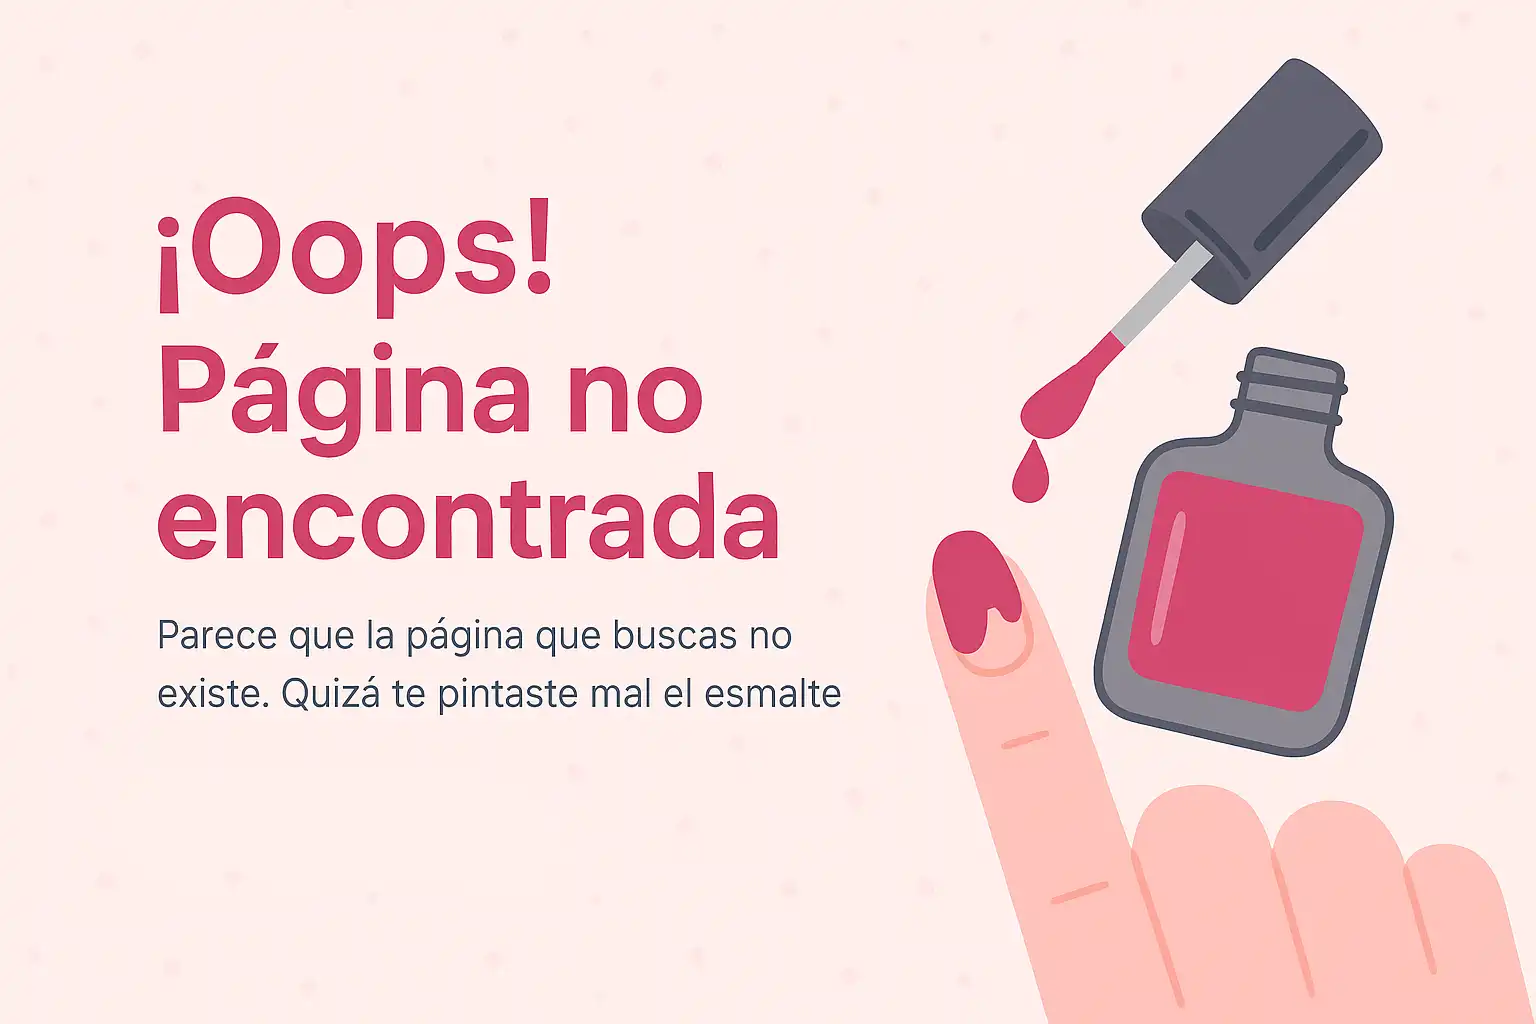 ¡Oops!
Página no
encontrada
Parece que la página que buscas no
existe. Quizá te pintaste mal el esmalte